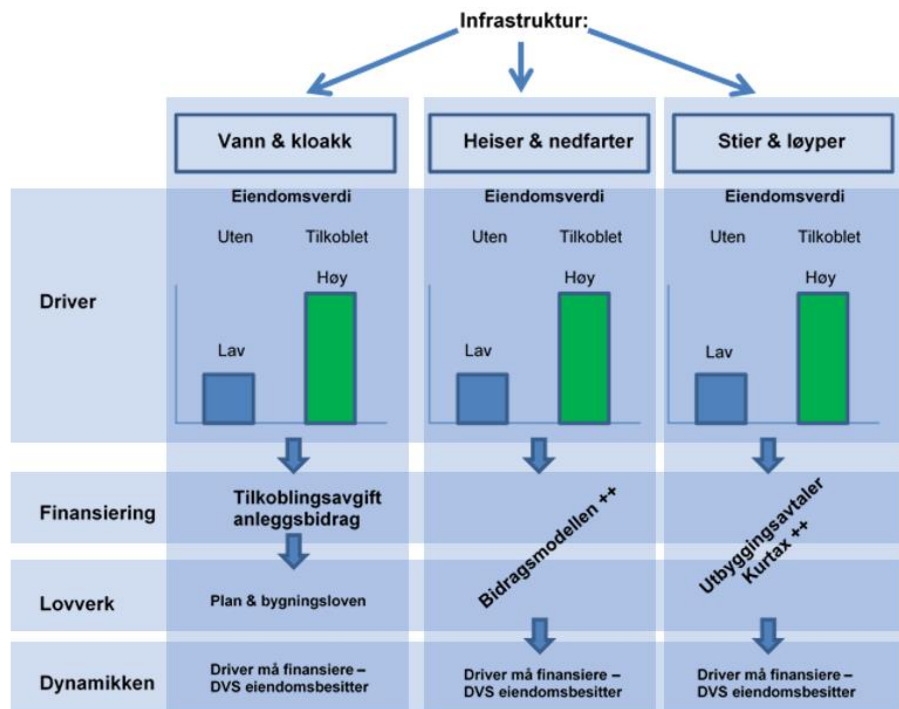 Infrastruktur:
Vann & kloakk
Heiser & nedfarter
Stier & løyper
Driver
Eiendomsverdi
Uten Tilkoblet
Høy
Lav
Eiendomsverdi
Uten Tilkoblet
Høy
Lav
Eiendomsverdi
Uten Tilkoblet
Høy
Lav
Finansiering
Tilkoblingsavgift
anleggsbidrag
Bidragsmodellen ++
Utbyggingsavtaler
Kurtax ++
Lovverk
Plan & bygningsloven
Dynamikken
Driver må finansiere –
DVS eiendomsbesitter
Driver må finansiere –
DVS eiendomsbesitter
Driver må finansiere –
DVS eiendomsbesitter